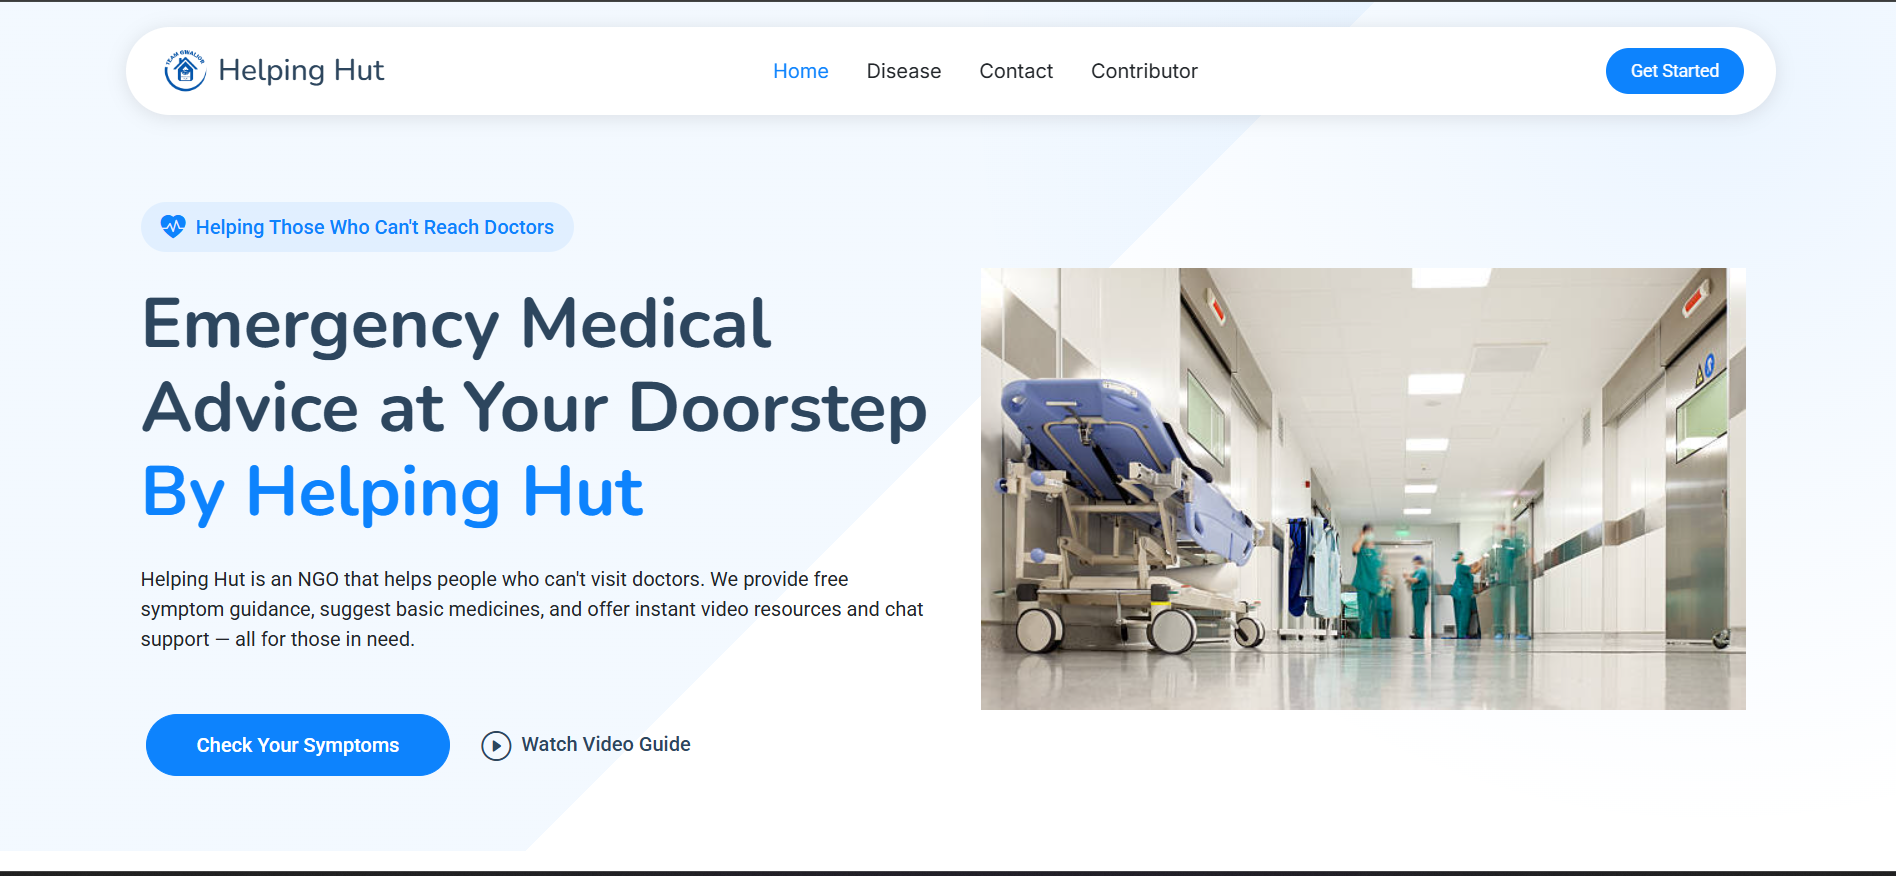 TEAM GWALIOR
Helping Hut
Home
Disease
Contact
Contributor
Get Started
Helping Those Who Can't Reach Doctors
Emergency Medical
Advice at Your Doorstep
By Helping Hut
Helping Hut is an NGO that helps people who can't visit doctors. We provide free
symptom guidance, suggest basic medicines, and offer instant video resources and chat
support — all for those in need.
Check Your Symptoms
Watch Video Guide